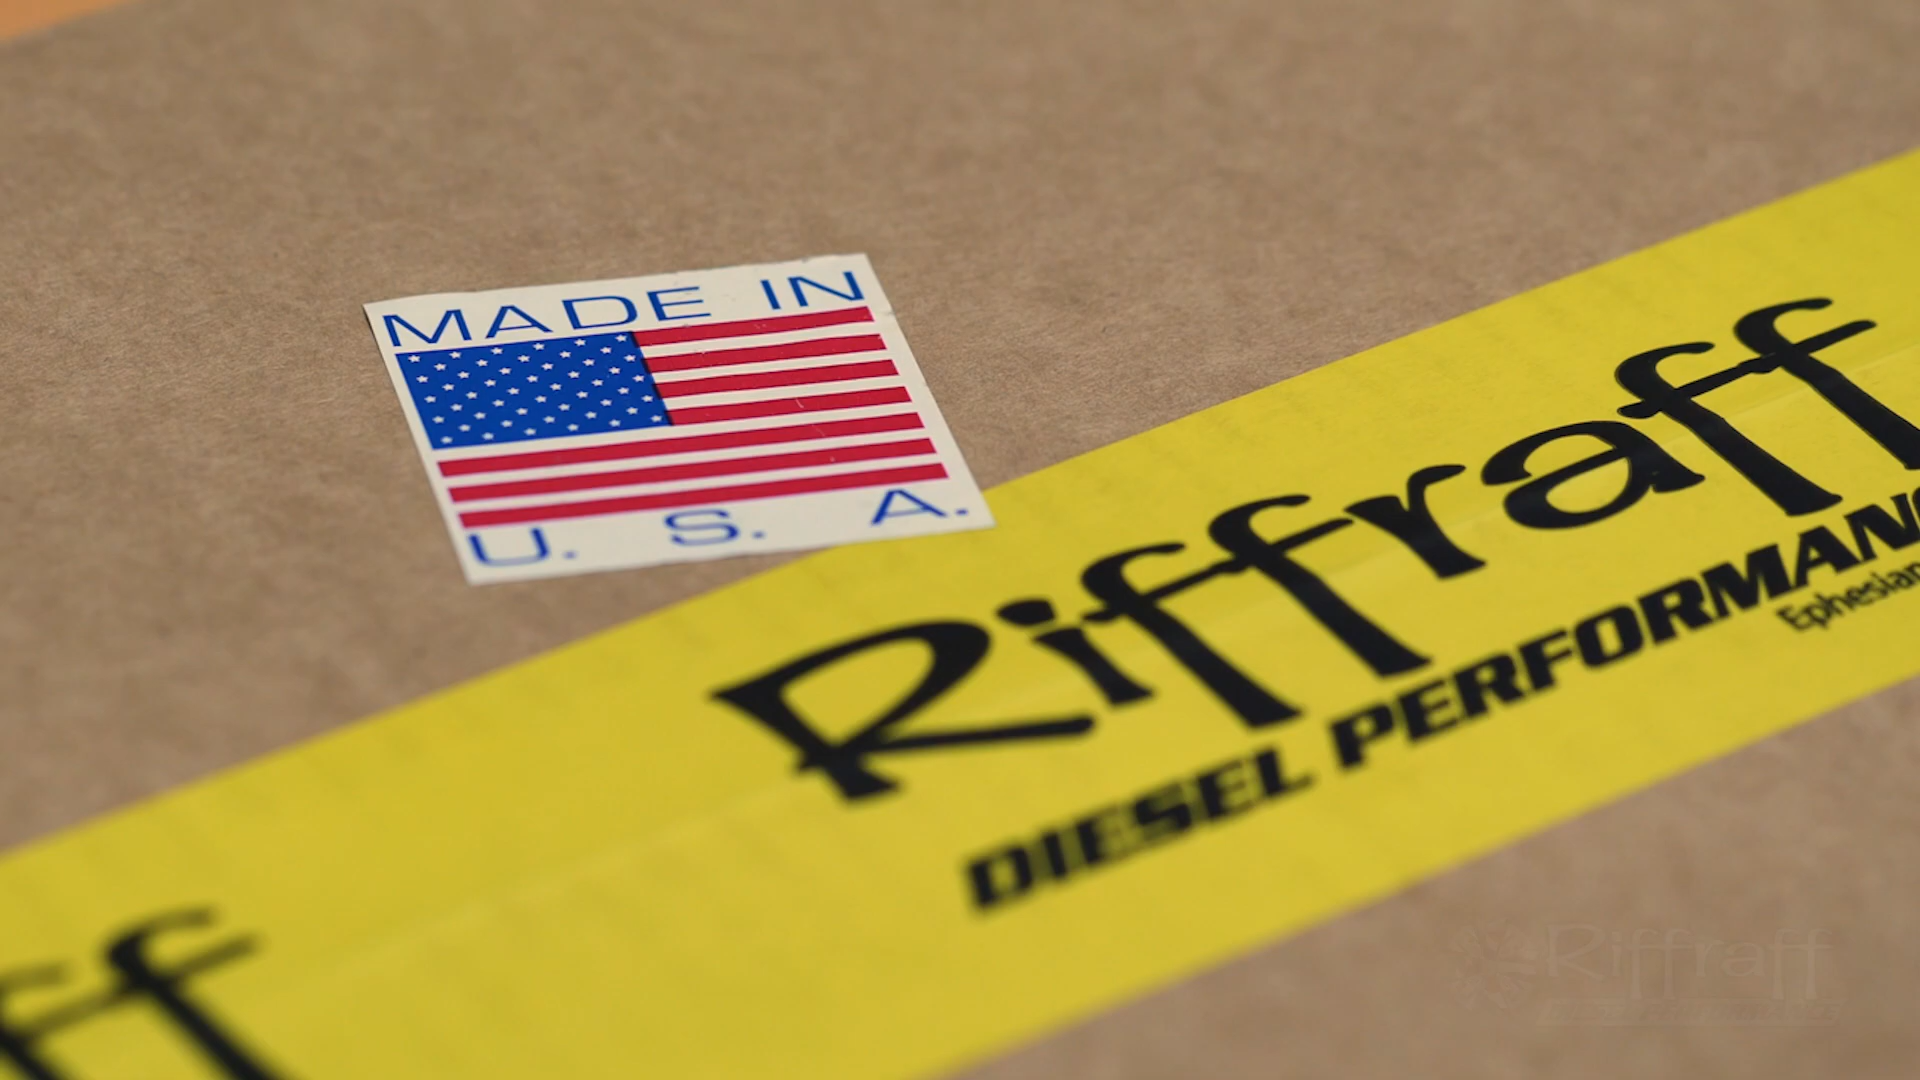 MADE IN
U. S. A.
Riffraff
DIESEL PERFORMANC
Ephesian
ff
Riffraff